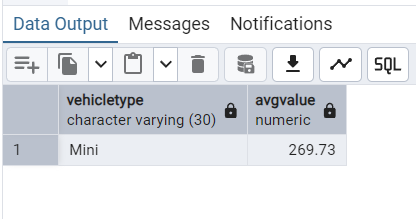 Data Output Messages Notifications
SQL
vehicletype avgvalue
character varying (30) numeric
1 Mini 269.73